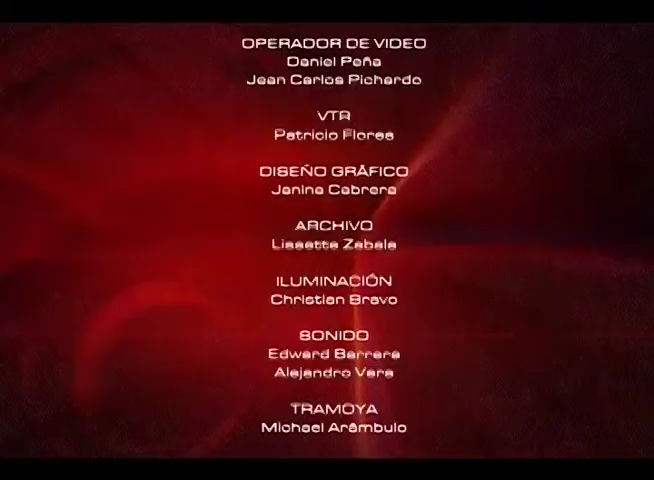 OPERADOR DE VIDEO
Daniel Peña
Jean Carlos Pichardo
VTR
Patricio Flores
DISEÑO GRÁFICO
Janina Cabrera
ARCHIVO
Lissette Zabala
ILUMINACIÓN
Christian Bravo
SONIDO
Edward Barrera
Alejandro Vera
TRAMOYA
Michael Arámbulo